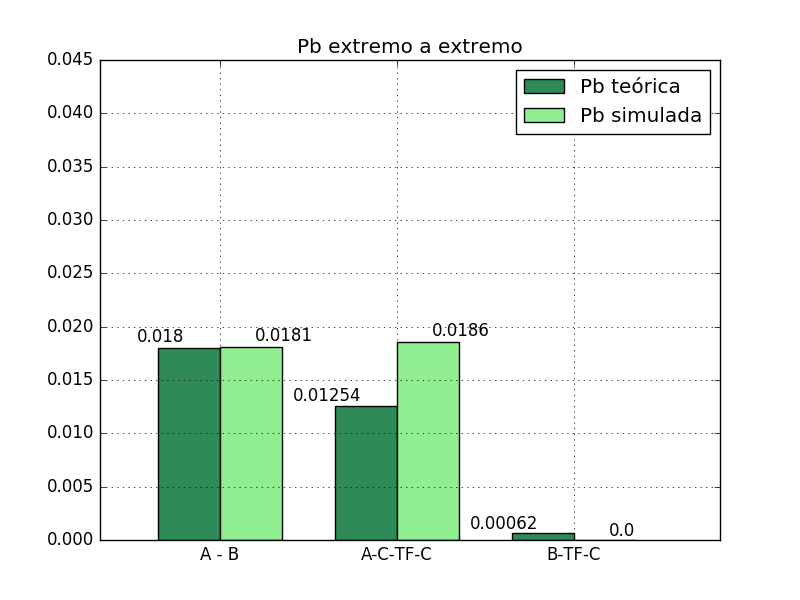 Pb extremo a extremo
Pb teórica
Pb simulada
0.045
0.040
0.035
0.030
0.025
0.020
0.015
0.010
0.005
0.000
0.018
0.0181
0.01254
0.0186
0.00062
0.0
A - B
A-C-TF-C
B-TF-C